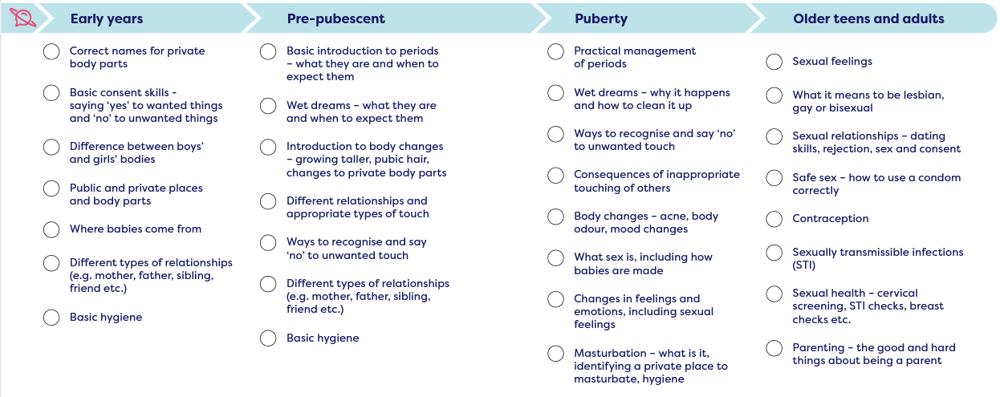 Early years
Correct names for private
body parts
Basic consent skills -
saying ‘yes’ to wanted things
and ‘no’ to unwanted things
Difference between boys’
and girls’ bodies
Public and private places
and body parts
Where babies come from
Different types of relationships
(e.g. mother, father, sibling,
friend etc.)
Basic hygiene
Pre-pubescent
Basic introduction to periods
– what they are and when to
expect them
Wet dreams – what they are
and when to expect them
Introduction to body changes
– growing taller, pubic hair,
changes to private body parts
Different relationships and
appropriate types of touch
Ways to recognise and say
‘no’ to unwanted touch
Different types of relationships
(e.g. mother, father, sibling,
friend etc.)
Basic hygiene
Puberty
Practical management
of periods
Wet dreams – why it happens
and how to clean it up
Ways to recognise and say ‘no’
to unwanted touch
Consequences of inappropriate
touching of others
Body changes – acne, body
odour, mood changes
What sex is, including how
babies are made
Changes in feelings and
emotions, including sexual
feelings
Masturbation – what is it,
identifying a private place to
masturbate, hygiene
Older teens and adults
Sexual feelings
What it means to be lesbian,
gay or bisexual
Sexual relationships – dating
skills, rejection, sex and consent
Safe sex – how to use a condom
correctly
Contraception
Sexually transmissible infections
(STI)
Sexual health – cervical
screening, STI checks, breast
checks etc.
Parenting – the good and hard
things about being a parent